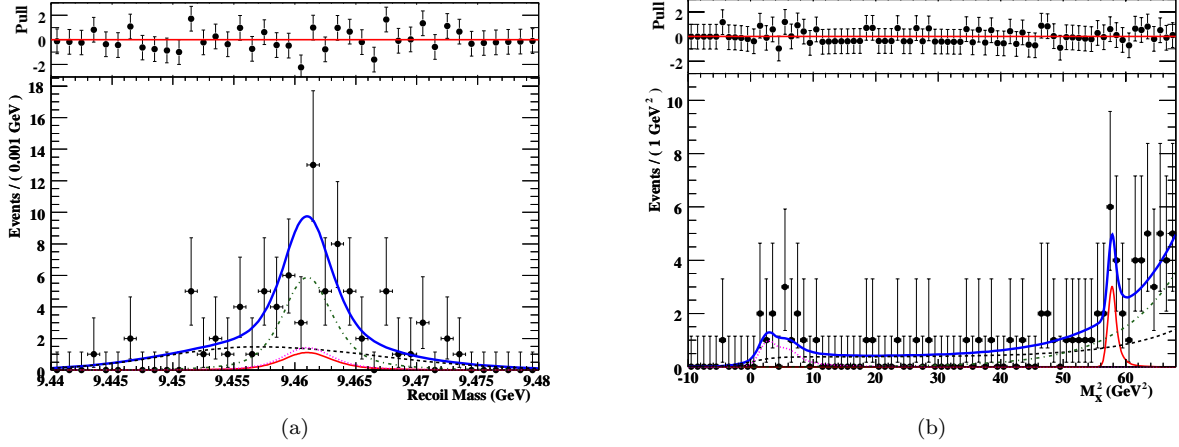 Pull
2
0
-2
Events / ( 0.001 GeV )
18
16
14
12
10
8
6
4
2
0
9.44 9.445 9.45 9.455 9.46 9.465 9.47 9.475 9.48
Recoil Mass (GeV)
(a)
Pull
2
0
-2
Events / ( 1 GeV² )
10
8
6
4
2
0
-10 0 10 20 30 40 50 60
M_X² (GeV²)
(b)